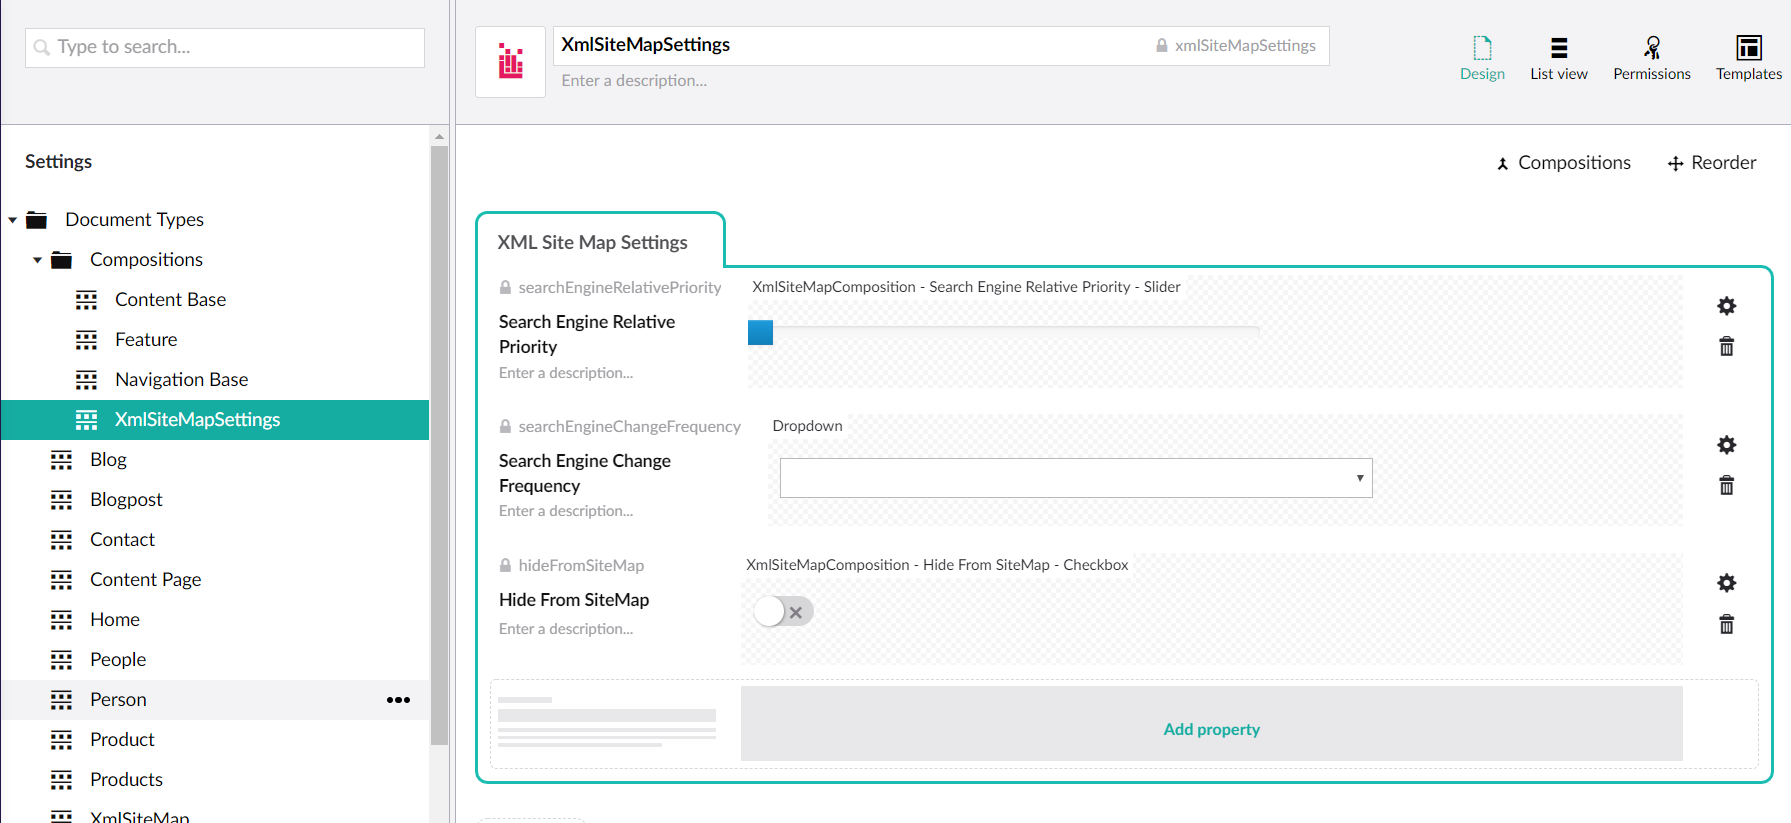 Type to search...
Settings
Document Types
Compositions
Content Base
Feature
Navigation Base
XmlSiteMapSettings
Blog
Blogpost
Contact
Content Page
Home
People
Person
Product
Products
XmlSiteMap
XmlSiteMapSettings
xmlSiteMapSettings
Enter a description...
Design
List view
Permissions
Templates
Compositions
Reorder
XML Site Map Settings
searchEngineRelativePriority
XmlSiteMapComposition - Search Engine Relative Priority - Slider
Search Engine Relative
Priority
Enter a description...
searchEngineChangeFrequency
Dropdown
Search Engine Change
Frequency
Enter a description...
hideFromSiteMap
XmlSiteMapComposition - Hide From SiteMap - Checkbox
Hide From SiteMap
Enter a description...
Add property